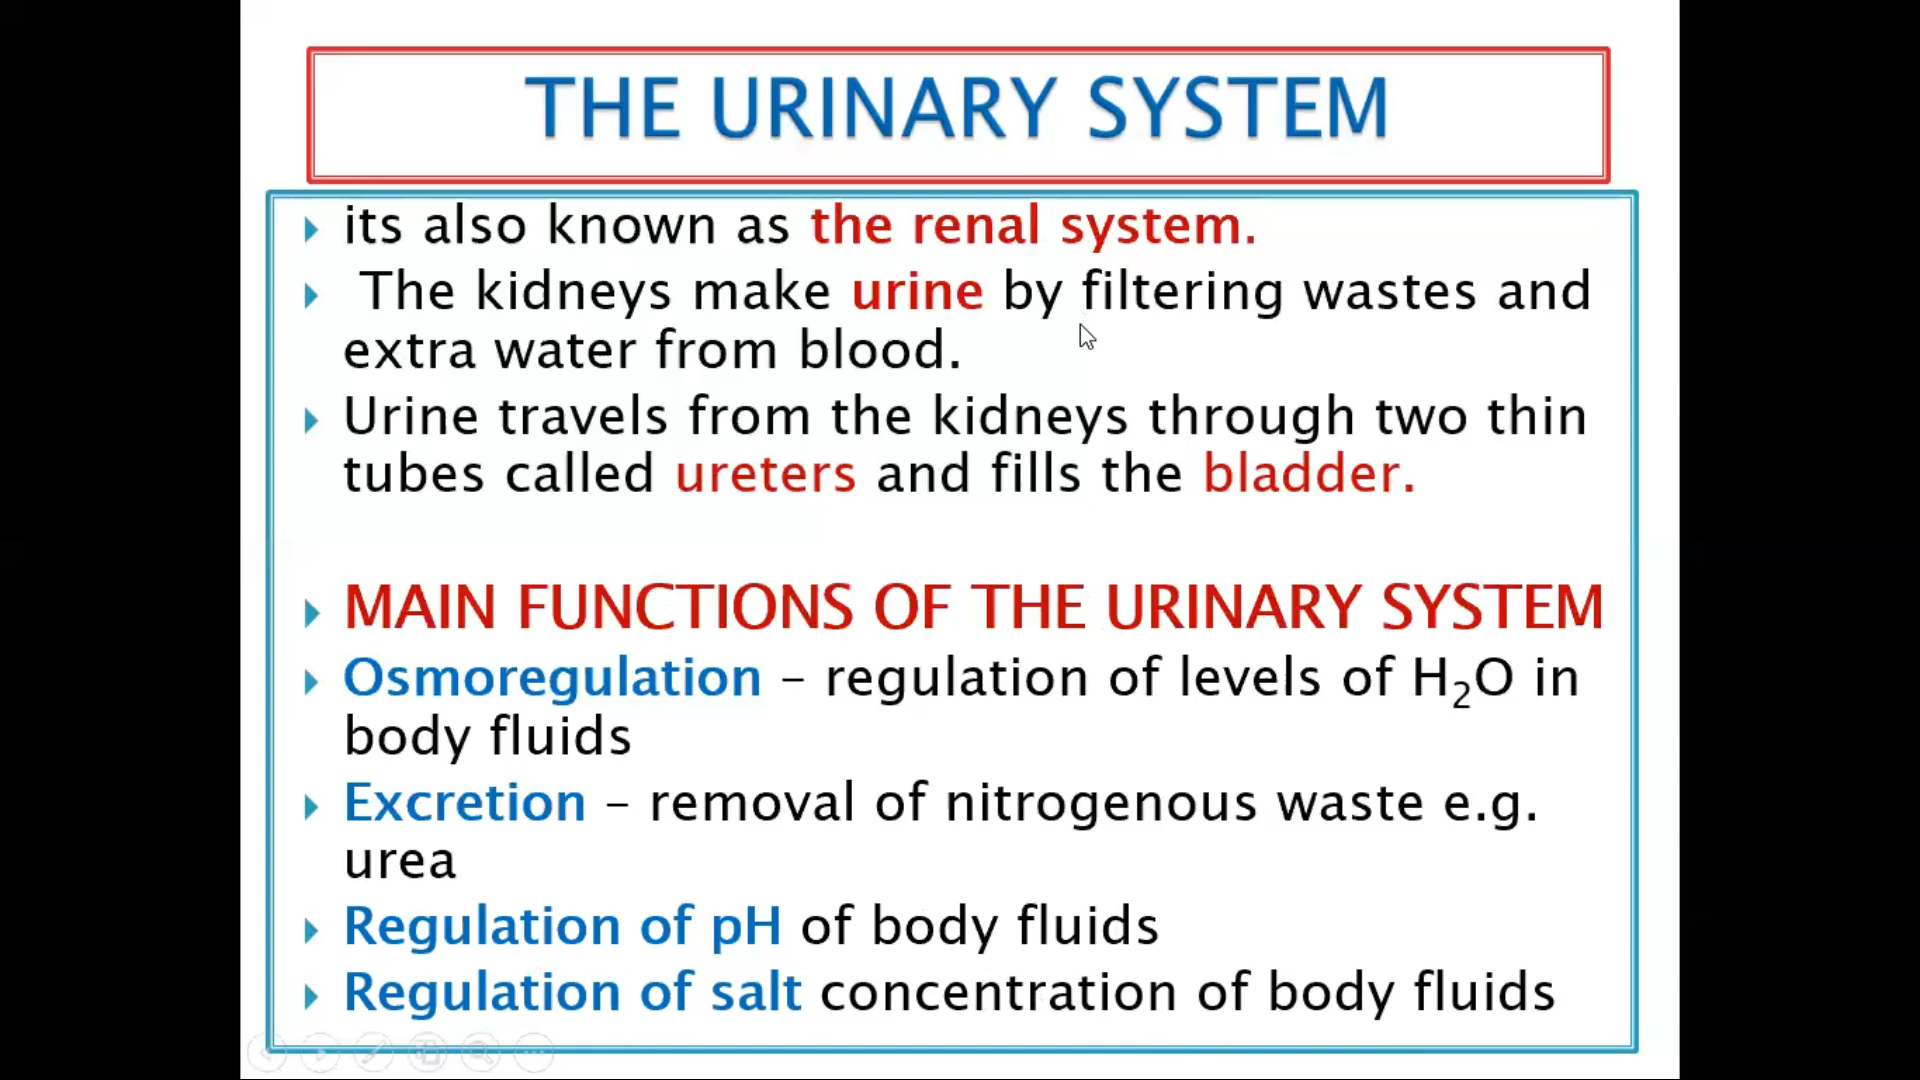 THE URINARY SYSTEM
its also known as the renal system.
The kidneys make urine by filtering wastes and
extra water from blood.
Urine travels from the kidneys through two thin
tubes called ureters and fills the bladder.
MAIN FUNCTIONS OF THE URINARY SYSTEM
Osmoregulation – regulation of levels of H₂O in
body fluids
Excretion – removal of nitrogenous waste e.g.
urea
Regulation of pH of body fluids
Regulation of salt concentration of body fluids